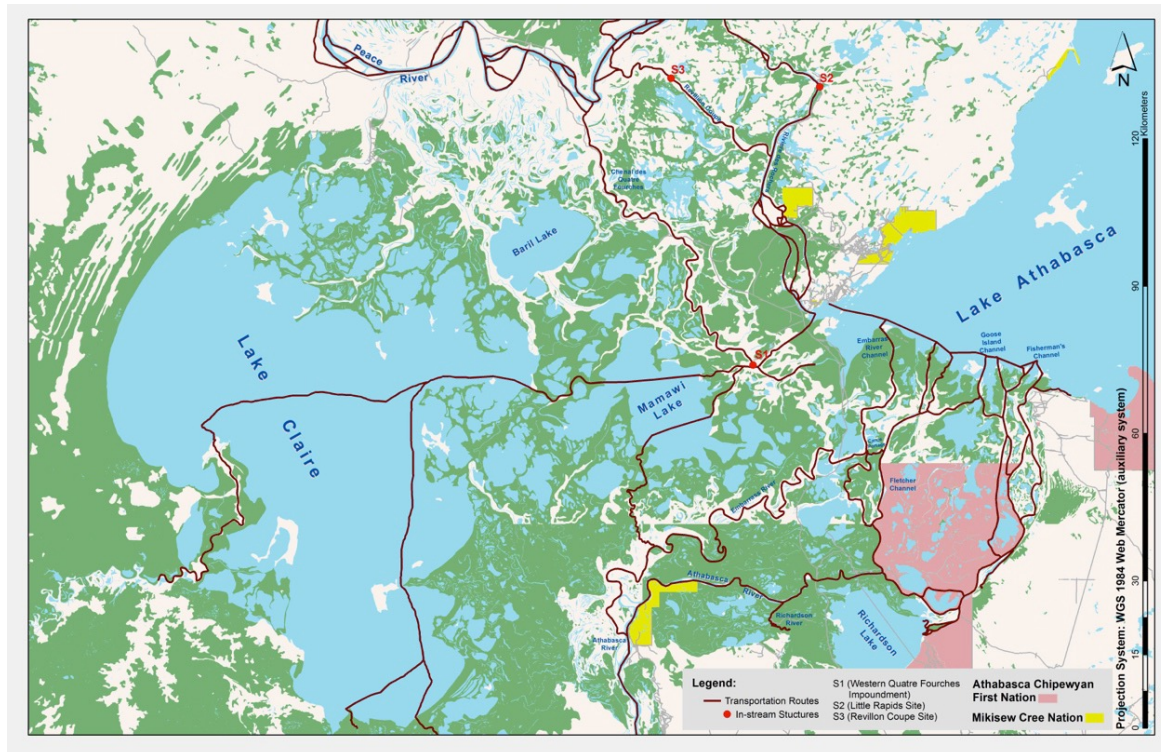 Peace
River
S3
S2
N
Kilometers
120
90
60
30
15
0
Chenal des
Quatre
Fourches
Baril Lake
Lake Athabasca
Lake
Claire
S1
Mamawi
Lake
Embarras
River
Channel
Goose
Island
Channel
Fisherman's
Channel
Fletcher
Channel
Embarress River
Athabasca
River
Richardson
River
Athabasca
River
Richardson
Lake
Projection System: WGS 1984 Web Mercator (auxiliary system)
Legend:
Transportation Routes
In-stream Stuctures
S1 (Western Quatre Fourches
Impoundment)
S2 (Little Rapids Site)
S3 (Revillon Coupe Site)
Athabasca Chipewyan
First Nation
Mikisew Cree Nation